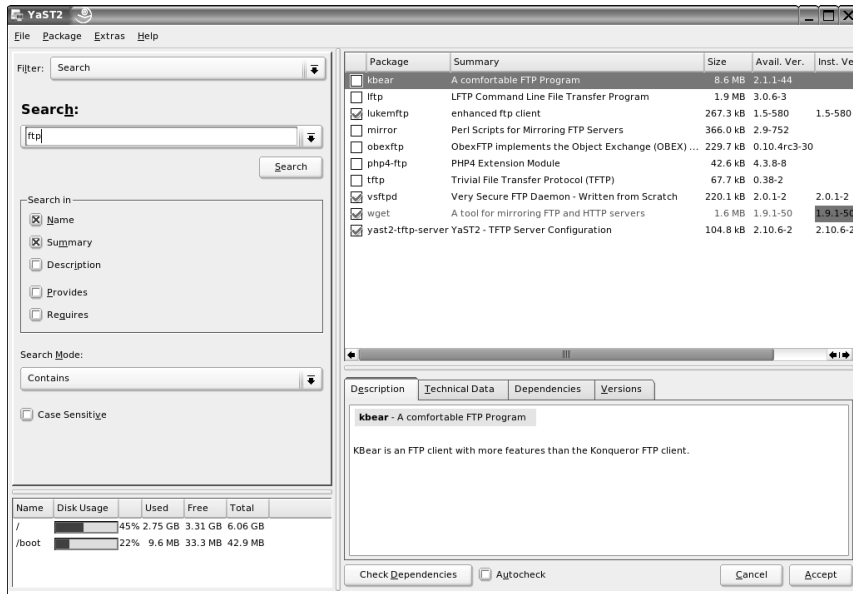 YaST2
File Package Extras Help
Filter: Search
Search:
ftp
Search
Search in
Name
Summary
Description
Provides
Requires
Search Mode:
Contains
Case Sensitive
Name Disk Usage Used Free Total
/ 45% 2.75 GB 3.31 GB 6.06 GB
/boot 22% 9.6 MB 33.3 MB 42.9 MB
Package Summary Size Avail. Ver. Inst. Ve
kbear A comfortable FTP Program 8.6 MB 2.1.1-44
lftp LFTP Command Line File Transfer Program 1.9 MB 3.0.6-3
lukemftp enhanced ftp client 267.3 kB 1.5-580 1.5-580
mirror Perl Scripts for Mirroring FTP Servers 366.0 kB 2.9-752
obexftp ObexFTP implements the Object Exchange (OBEX) ... 229.7 kB 0.10.4rc3-30
php4-ftp PHP4 Extension Module 42.6 kB 4.3.8-8
tftp Trivial File Transfer Protocol (TFTP) 67.7 kB 0.38-2
vsftpd Very Secure FTP Daemon - Written from Scratch 220.1 kB 2.0.1-2 2.0.1-2
wget A tool for mirroring FTP and HTTP servers 1.6 MB 1.9.1-50 1.9.1-50
yast2-tftp-server YaST2 - TFTP Server Configuration 104.8 kB 2.10.6-2 2.10.6-2
Description Technical Data Dependencies Versions
kbear - A comfortable FTP Program
KBear is an FTP client with more features than the Konqueror FTP client.
Check Dependencies Autocheck Cancel Accept